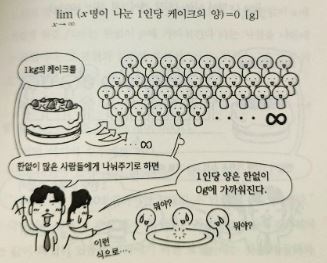 lim (x명이 나눈 1인당 케이크의 양)=0 [g]
x→∞
1kg의 케이크를
‥‥∞
‥‥ ∞
한없이 많은 사람들에게 나눠주기로 하면
1인당 양은 한없이
0g에 가까워진다.
뭐야?
뭐야?
이런
식으로…